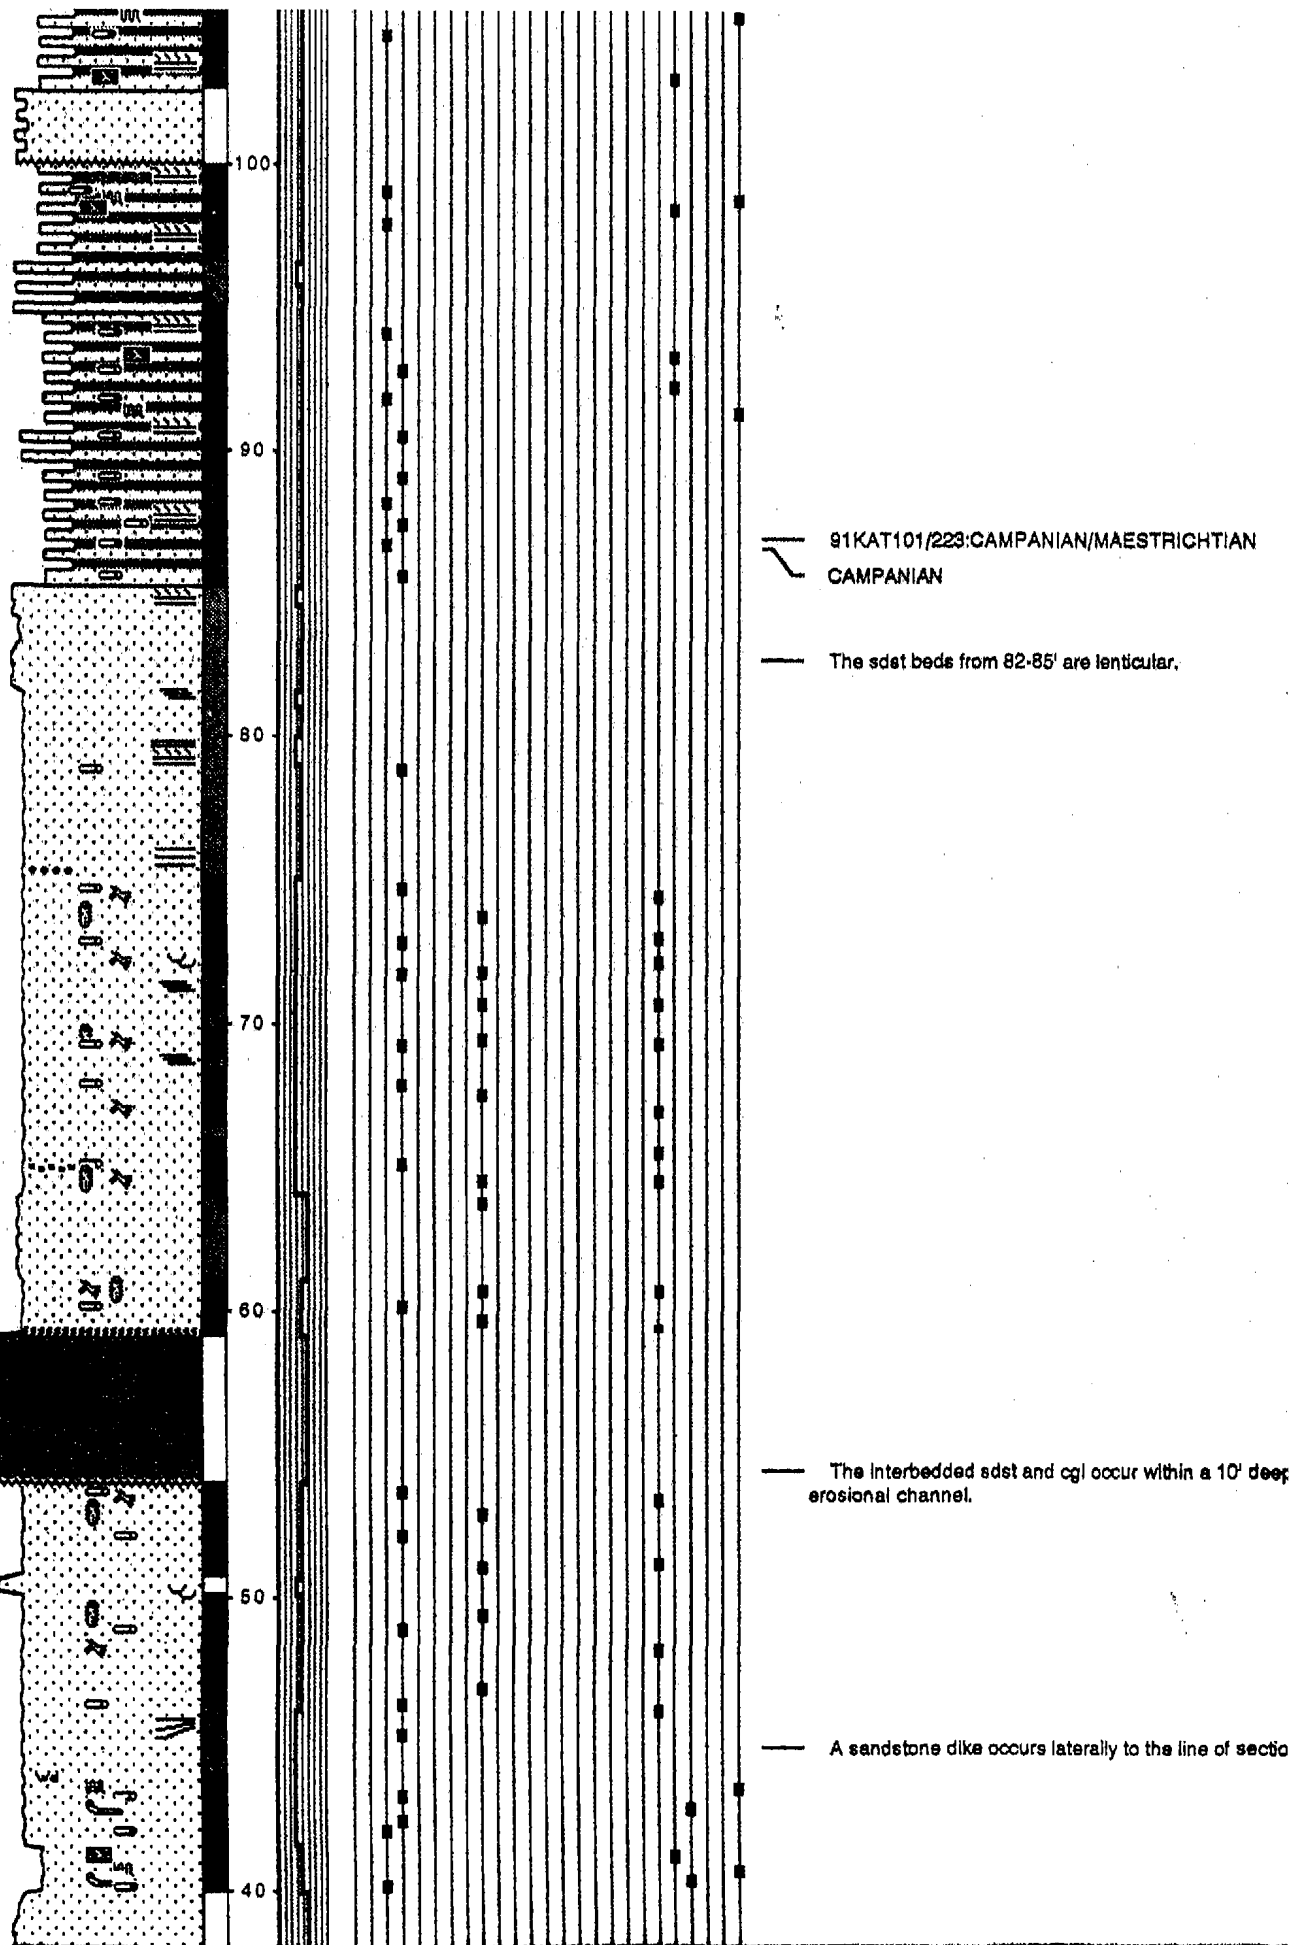 100
90
91KAT101/223:CAMPANIAN/MAESTRICHTIAN
CAMPANIAN
The sdst beds from 82-85' are lenticular.
80
70
60
The interbedded sdst and cgl occur within a 10' deep
erosional channel.
50
A sandstone dike occurs laterally to the line of sectio
Wd
40